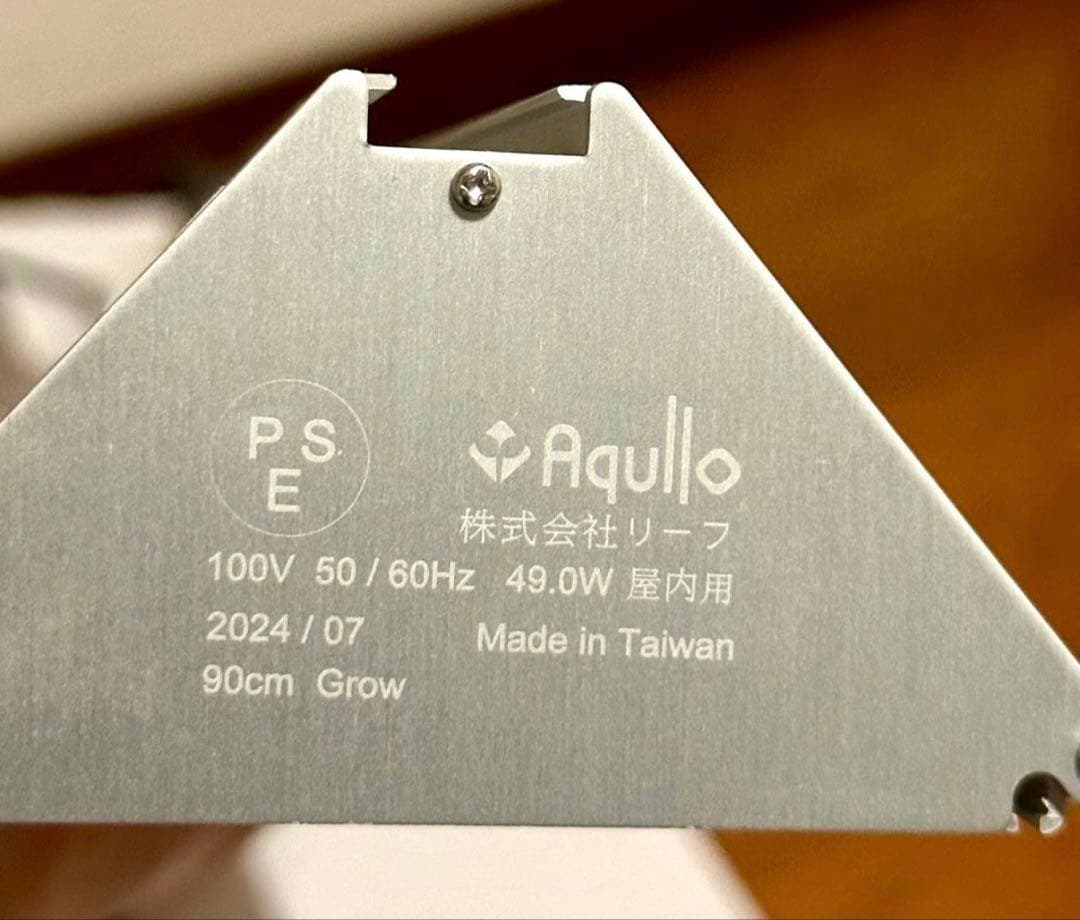 PSE
Aqullo
株式会社リーフ
100V 50 / 60Hz 49.0W 屋内用
2024 / 07 Made in Taiwan
90cm Grow